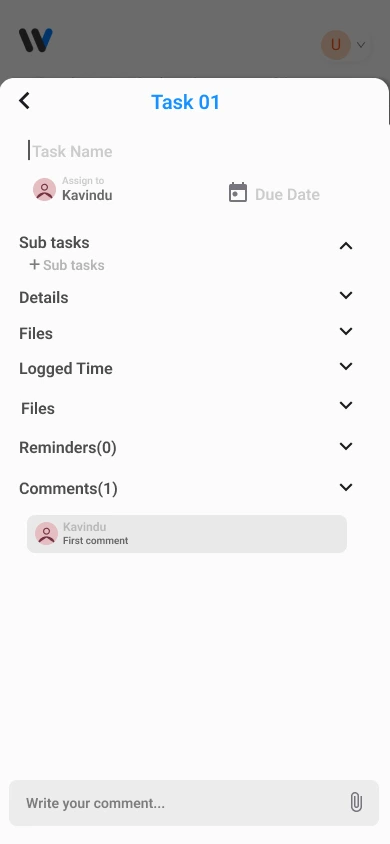 U
Task 01
Task Name
Assign to
Kavindu
Due Date
Sub tasks
+ Sub tasks
Details
Files
Logged Time
Files
Reminders(0)
Comments(1)
Kavindu
First comment
Write your comment...